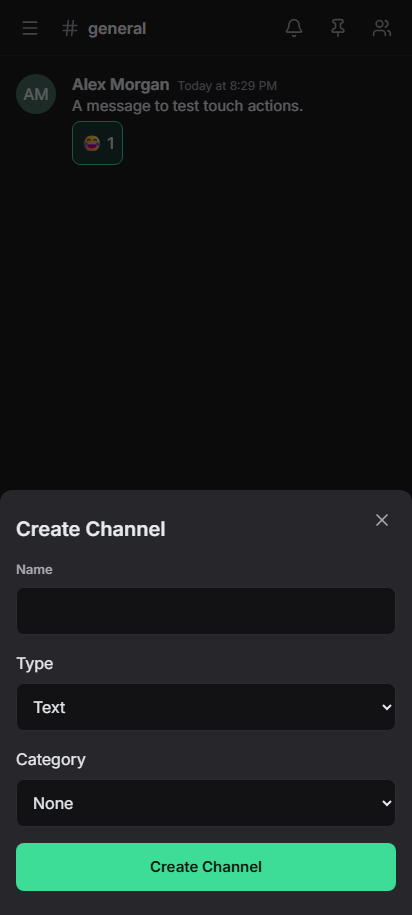 # general
AM
Alex Morgan Today at 8:29 PM
A message to test touch actions.
😂 1
Create Channel
Name
Type
Text
Category
None
Create Channel